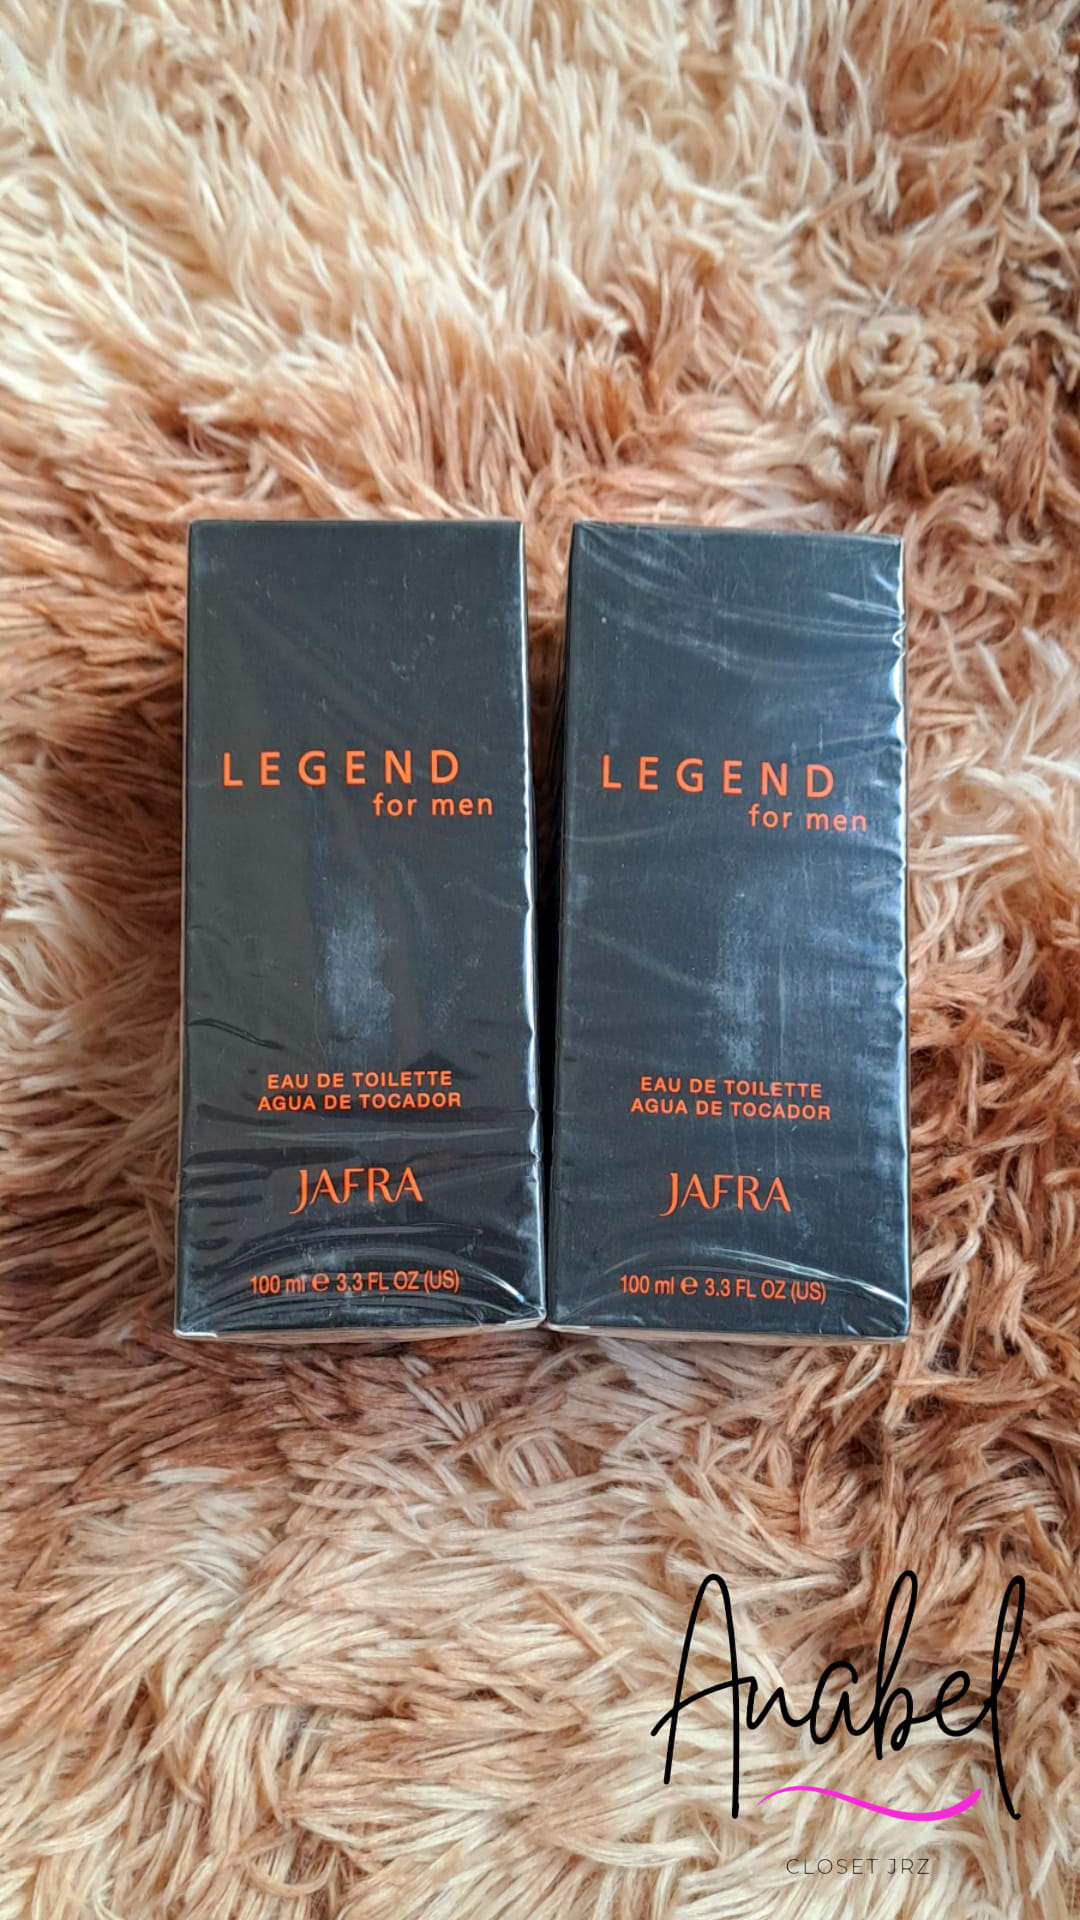 LEGEND
for men
EAU DE TOILETTE
AGUA DE TOCADOR
JAFRA
100 ml e 3.3 FL OZ (US)
LEGEND
for men
EAU DE TOILETTE
AGUA DE TOCADOR
JAFRA
100 ml e 3.3 FL OZ (US)
Anabel
CLOSET JRZ